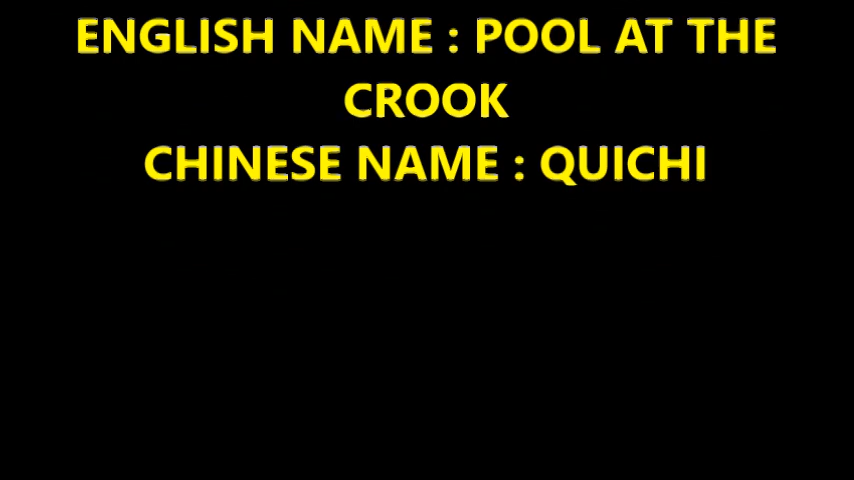 ENGLISH NAME : POOL AT THE
CROOK
CHINESE NAME : QUICHI